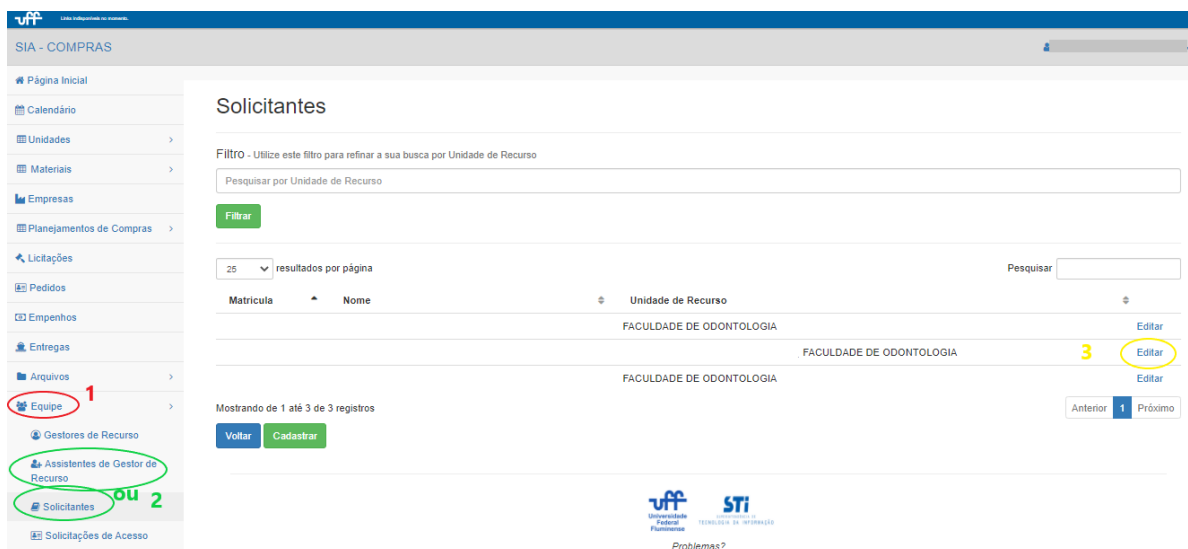 uff Links indisponíveis no momento.
SIA - COMPRAS
Página Inicial
Calendário
Unidades
Materiais
Empresas
Planejamentos de Compras
Licitações
Pedidos
Empenhos
Entregas
Arquivos
1
Equipe
Gestores de Recurso
Assistentes de Gestor de
Recurso
ou 2
Solicitantes
Solicitações de Acesso
Solicitantes
Filtro - Utilize este filtro para refinar a sua busca por Unidade de Recurso
Pesquisar por Unidade de Recurso
Filtrar
25 resultados por página Pesquisar
Matricula Nome Unidade de Recurso
FACULDADE DE ODONTOLOGIA Editar
FACULDADE DE ODONTOLOGIA 3 Editar
FACULDADE DE ODONTOLOGIA Editar
Mostrando de 1 até 3 de 3 registros Anterior 1 Próximo
Voltar Cadastrar
uff STi
Universidade
Federal
Fluminense
TECNOLOGIA DA INFORMAÇÃO
Problemas?